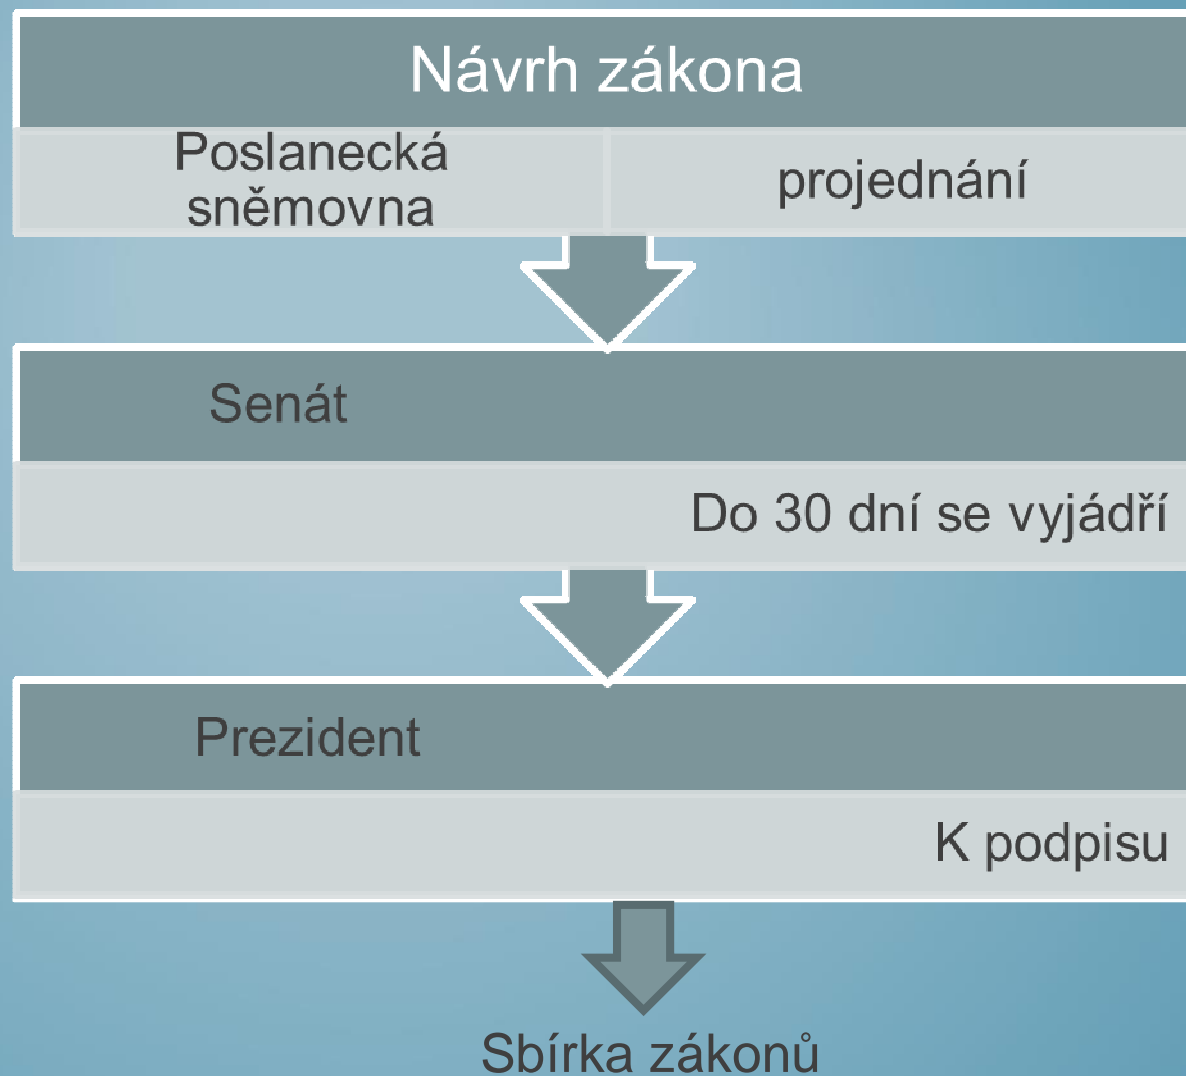 Návrh zákona
Poslanecká
sněmovna
projednání
Senát
Do 30 dní se vyjádří
Prezident
K podpisu
Sbírka zákonů